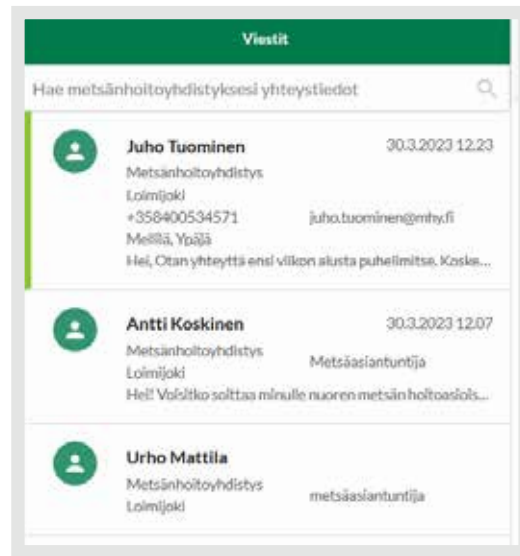 Viestit
Hae metsänhoitoyhdistyksesi yhteystiedot
Juho Tuominen 30.3.2023 12.23
Metsänhoitoyhdistys
Loimijoki
+358400534571 juho.tuominen@mhy.fi
Mellilä, Ypäjä
Hei, Otan yhteyttä ensi viikon alusta puhelimitse. Koske...
Antti Koskinen 30.3.2023 12.07
Metsänhoitoyhdistys
Loimijoki Metsäasiantuntija
Hei! Voisitko soittaa minulle nuoren metsän hoitoasiois...
Urho Mattila
Metsänhoitoyhdistys
Loimijoki metsäasiantuntija